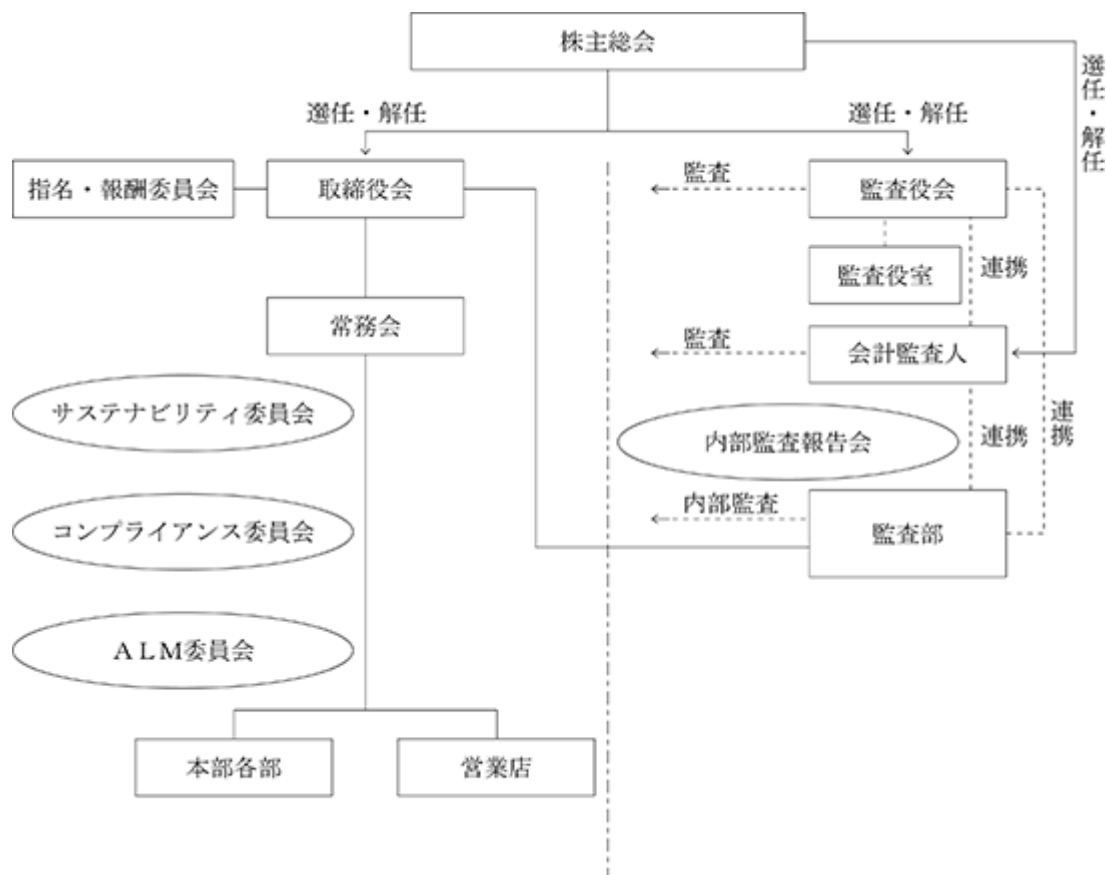 株主総会
選任・解任
選任・解任
選任・解任
指名・報酬委員会
取締役会
監査
監査役会
監査役室
連携
常務会
監査
会計監査人
サステナビリティ委員会
内部監査報告会
連携
連携
コンプライアンス委員会
内部監査
監査部
ALM委員会
本部各部
営業店